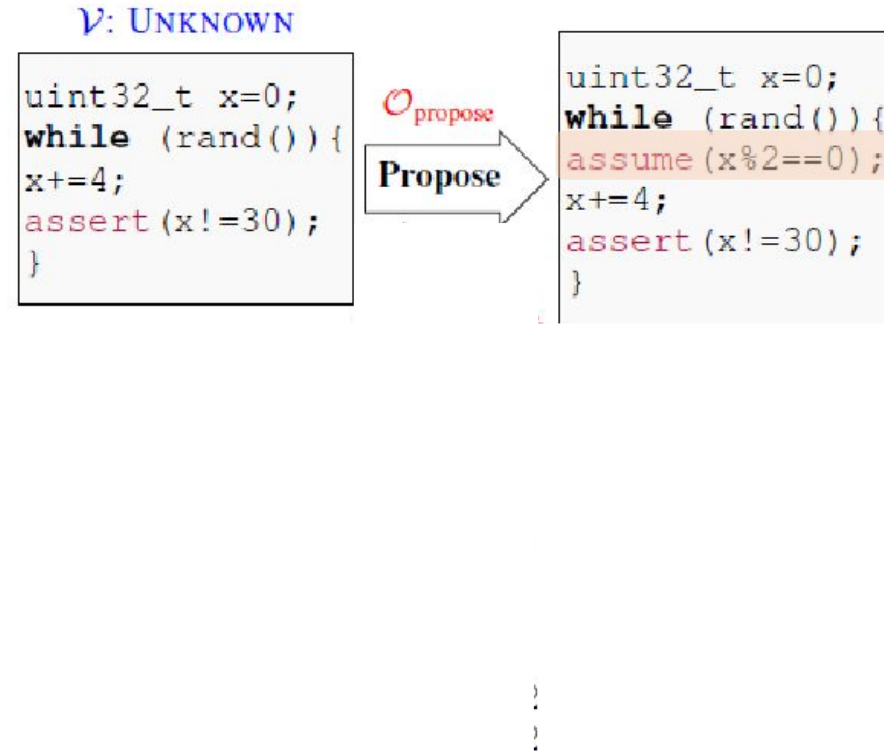 𝒱: UNKNOWN
uint32_t x=0;
while (rand()){
x+=4;
assert(x!=30);
}
𝒪propose
Propose
uint32_t x=0;
while (rand()){
assume(x%2==0);
x+=4;
assert(x!=30);
}